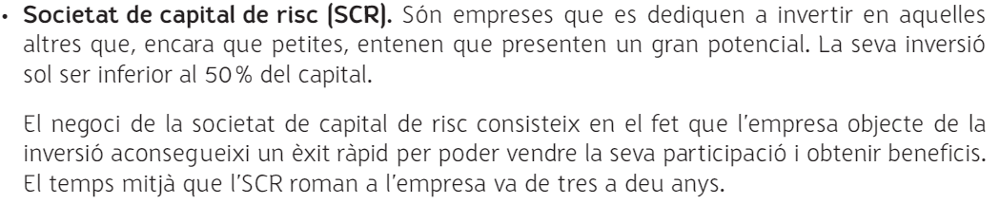 • Societat de capital de risc (SCR). Són empreses que es dediquen a invertir en aquelles
altres que, encara que petites, entenen que presenten un gran potencial. La seva inversió
sol ser inferior al 50 % del capital.
El negoci de la societat de capital de risc consisteix en el fet que l'empresa objecte de la
inversió aconsegueixi un èxit ràpid per poder vendre la seva participació i obtenir beneficis.
El temps mitjà que l'SCR roman a l'empresa va de tres a deu anys.